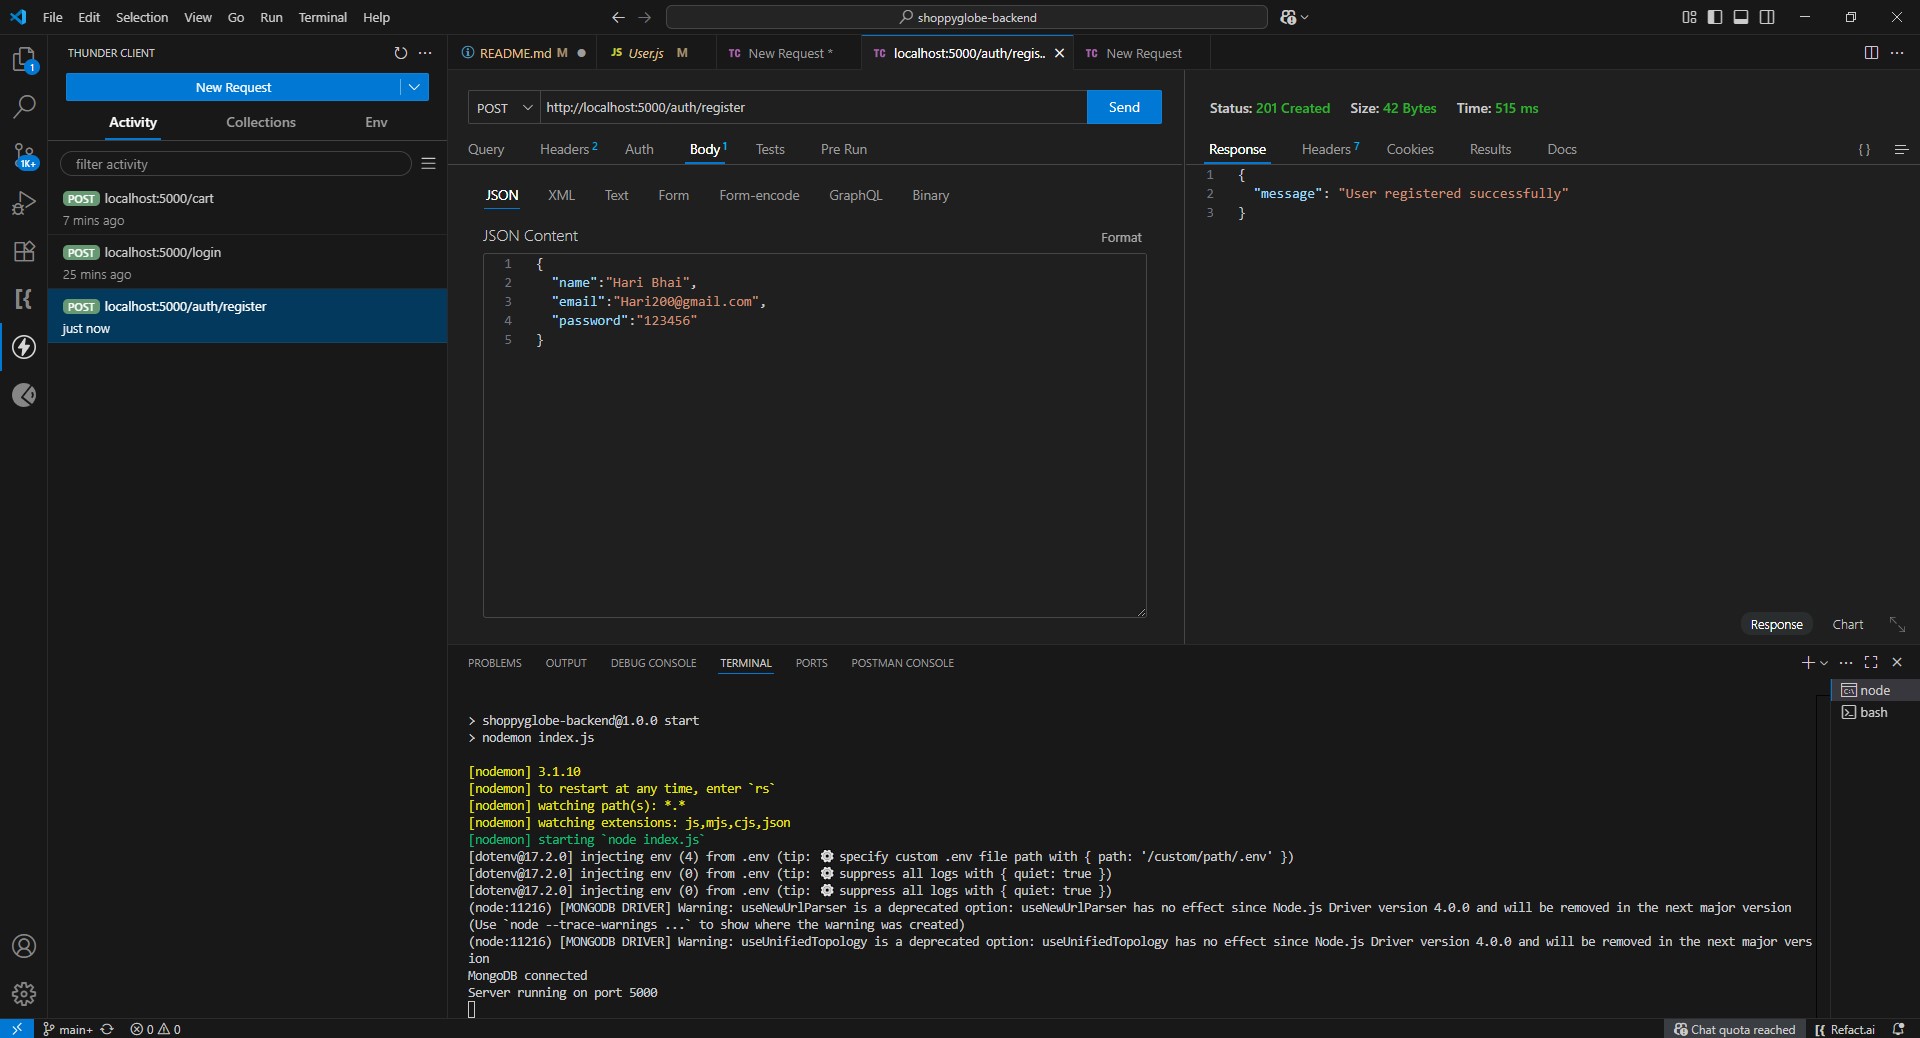 File Edit Selection View Go Run Terminal Help
shoppyglobe-backend
THUNDER CLIENT
New Request
Activity Collections Env
filter activity
POST localhost:5000/cart
7 mins ago
POST localhost:5000/login
25 mins ago
POST localhost:5000/auth/register
just now
1
1K+
README.md M
JS User.js M
TC New Request *
TC localhost:5000/auth/regis..
TC New Request
POST http://localhost:5000/auth/register Send
Query Headers 2 Auth Body 1 Tests Pre Run
JSON XML Text Form Form-encode GraphQL Binary
JSON Content Format
1 {
2 "name":"Hari Bhai",
3 "email":"Hari200@gmail.com",
4 "password":"123456"
5 }
Status: 201 Created Size: 42 Bytes Time: 515 ms
Response Headers 7 Cookies Results Docs { }
1 {
2 "message": "User registered successfully"
3 }
Response Chart
PROBLEMS OUTPUT DEBUG CONSOLE TERMINAL PORTS POSTMAN CONSOLE
node
bash
> shoppyglobe-backend@1.0.0 start
> nodemon index.js
[nodemon] 3.1.10
[nodemon] to restart at any time, enter `rs`
[nodemon] watching path(s): *.*
[nodemon] watching extensions: js,mjs,cjs,json
[nodemon] starting `node index.js`
[dotenv@17.2.0] injecting env (4) from .env (tip: ⚙ specify custom .env file path with { path: '/custom/path/.env' })
[dotenv@17.2.0] injecting env (0) from .env (tip: ⚙ suppress all logs with { quiet: true })
[dotenv@17.2.0] injecting env (0) from .env (tip: ⚙ suppress all logs with { quiet: true })
(node:11216) [MONGODB DRIVER] Warning: useNewUrlParser is a deprecated option: useNewUrlParser has no effect since Node.js Driver version 4.0.0 and will be removed in the next major version
(Use `node --trace-warnings ...` to show where the warning was created)
(node:11216) [MONGODB DRIVER] Warning: useUnifiedTopology is a deprecated option: useUnifiedTopology has no effect since Node.js Driver version 4.0.0 and will be removed in the next major vers
ion
MongoDB connected
Server running on port 5000
main+ 0 0 Chat quota reached Refact.ai